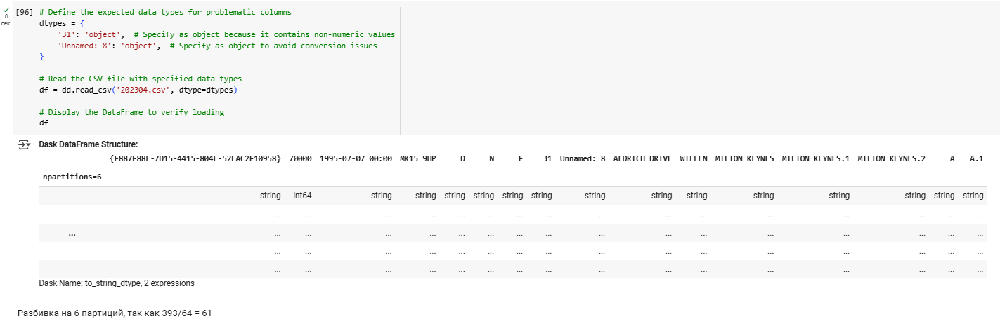 [96] # Define the expected data types for problematic columns
0
сек.
dtypes = {
'31': 'object',  # Specify as object because it contains non-numeric values
'Unnamed: 8': 'object',  # Specify as object to avoid conversion issues
}
# Read the CSV file with specified data types
df = dd.read_csv('202304.csv', dtype=dtypes)
# Display the DataFrame to verify loading
df
Dask DataFrame Structure:
{F887F88E-7D15-4415-804E-52EAC2F10958} 70000 1995-07-07 00:00 MK15 9HP D N F 31 Unnamed: 8 ALDRICH DRIVE WILLEN MILTON KEYNES MILTON KEYNES.1 MILTON KEYNES.2 A A.1
npartitions=6
string int64 string string string string string string string string string string string string string string
... ... ... ... ... ... ... ... ... ... ... ... ... ... ... ...
... ... ... ... ... ... ... ... ... ... ... ... ... ... ... ... ...
... ... ... ... ... ... ... ... ... ... ... ... ... ... ... ...
... ... ... ... ... ... ... ... ... ... ... ... ... ... ... ...
Dask Name: to_string_dtype, 2 expressions
Разбивка на 6 партиций, так как 393/64 = 61